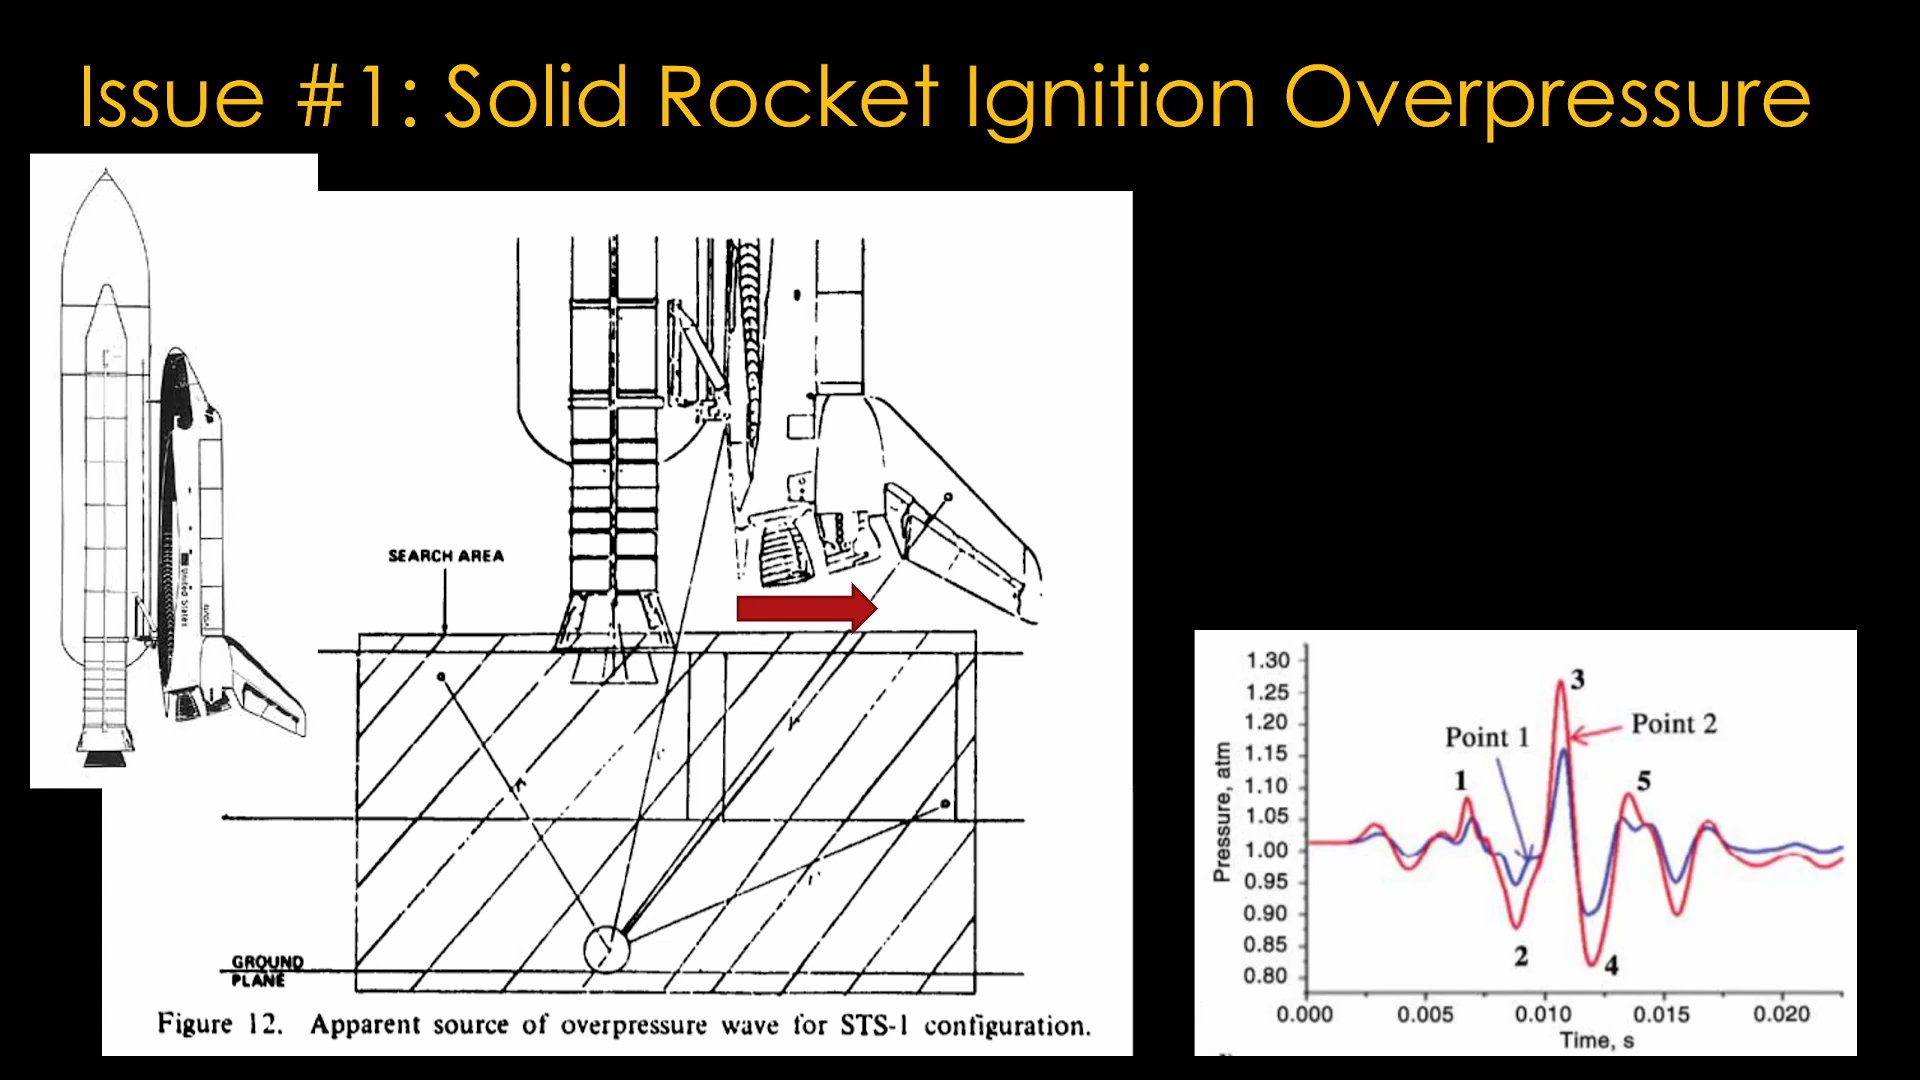 Issue #1: Solid Rocket Ignition Overpressure
United States
SEARCH AREA
r
r
r
r
GROUND
PLANE
Figure 12. Apparent source of overpressure wave for STS-1 configuration.
Pressure, atm
1.30
1.25
1.20
1.15
1.10
1.05
1.00
0.95
0.90
0.85
0.80
Point 1
Point 2
1
2
3
4
5
0.000 0.005 0.010 0.015 0.020
Time, s